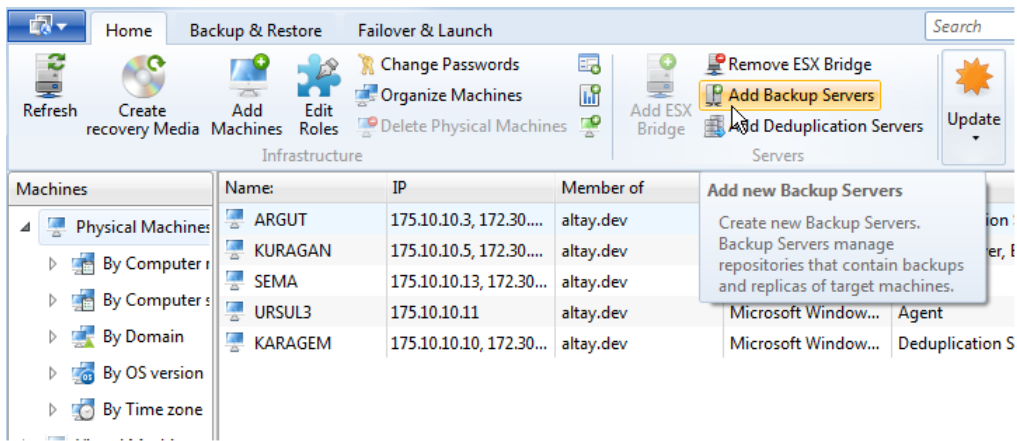 Home Backup & Restore Failover & Launch Search
Refresh
Create recovery Media
Add Machines
Edit Roles
Change Passwords
Organize Machines
Delete Physical Machines
Infrastructure
Add ESX Bridge
Remove ESX Bridge
Add Backup Servers
Add Deduplication Servers
Servers
Update
Machines
Physical Machines
By Computer
By Computer
By Domain
By OS version
By Time zone
Name: IP Member of
ARGUT 175.10.10.3, 172.30.... altay.dev
KURAGAN 175.10.10.5, 172.30.... altay.dev
SEMA 175.10.10.13, 172.30... altay.dev
URSUL3 175.10.10.11 altay.dev Microsoft Window... Agent
KARAGEM 175.10.10.10, 172.30... altay.dev Microsoft Window... Deduplication S
Add new Backup Servers
Create new Backup Servers.
Backup Servers manage
repositories that contain backups
and replicas of target machines.